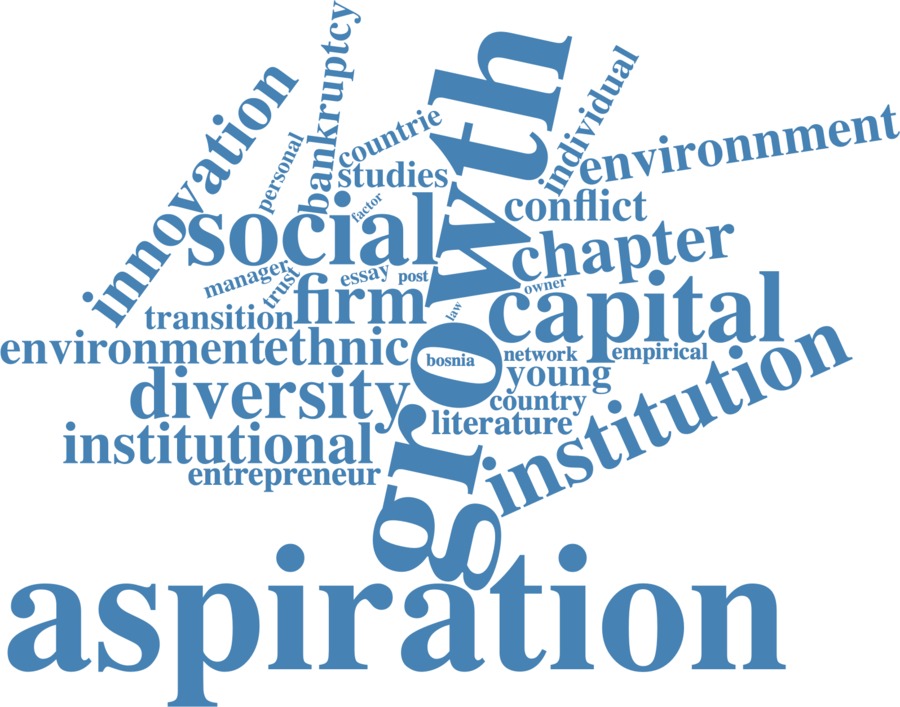 bankruptcy
growth
individual
innovation
personal
countrie
environnment
studies
factor
conflict
social
chapter
manager
trust
essay
post
owner
firm
law
capital
transition
environment
ethnic
bosnia
network
empirical
diversity
young
country
institution
literature
institutional
entrepreneur
aspiration